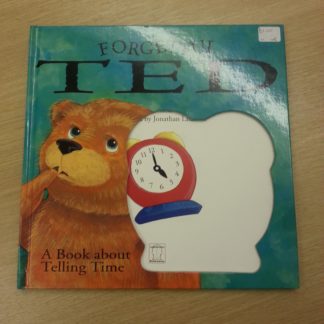 FORGETFUL
TED
by Jonathan
A Book about
Telling Time